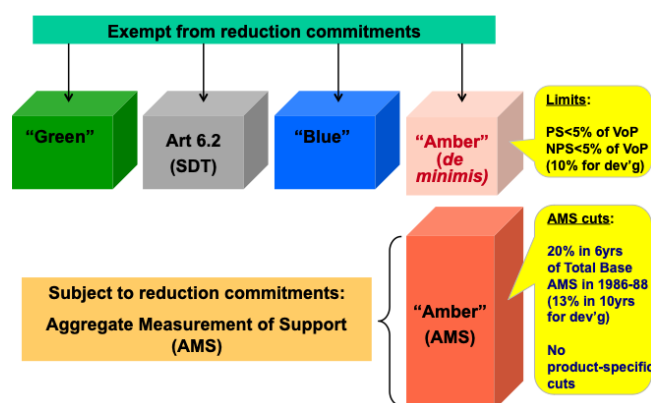 Exempt from reduction commitments
“Green”
Art 6.2
(SDT)
“Blue”
“Amber”
(de
minimis)
Limits:
PS<5% of VoP
NPS<5% of VoP
(10% for dev’g)
Subject to reduction commitments:
Aggregate Measurement of Support
(AMS)
“Amber”
(AMS)
AMS cuts:
20% in 6yrs
of Total Base
AMS in 1986-88
(13% in 10yrs
for dev’g)
No
product-specific
cuts